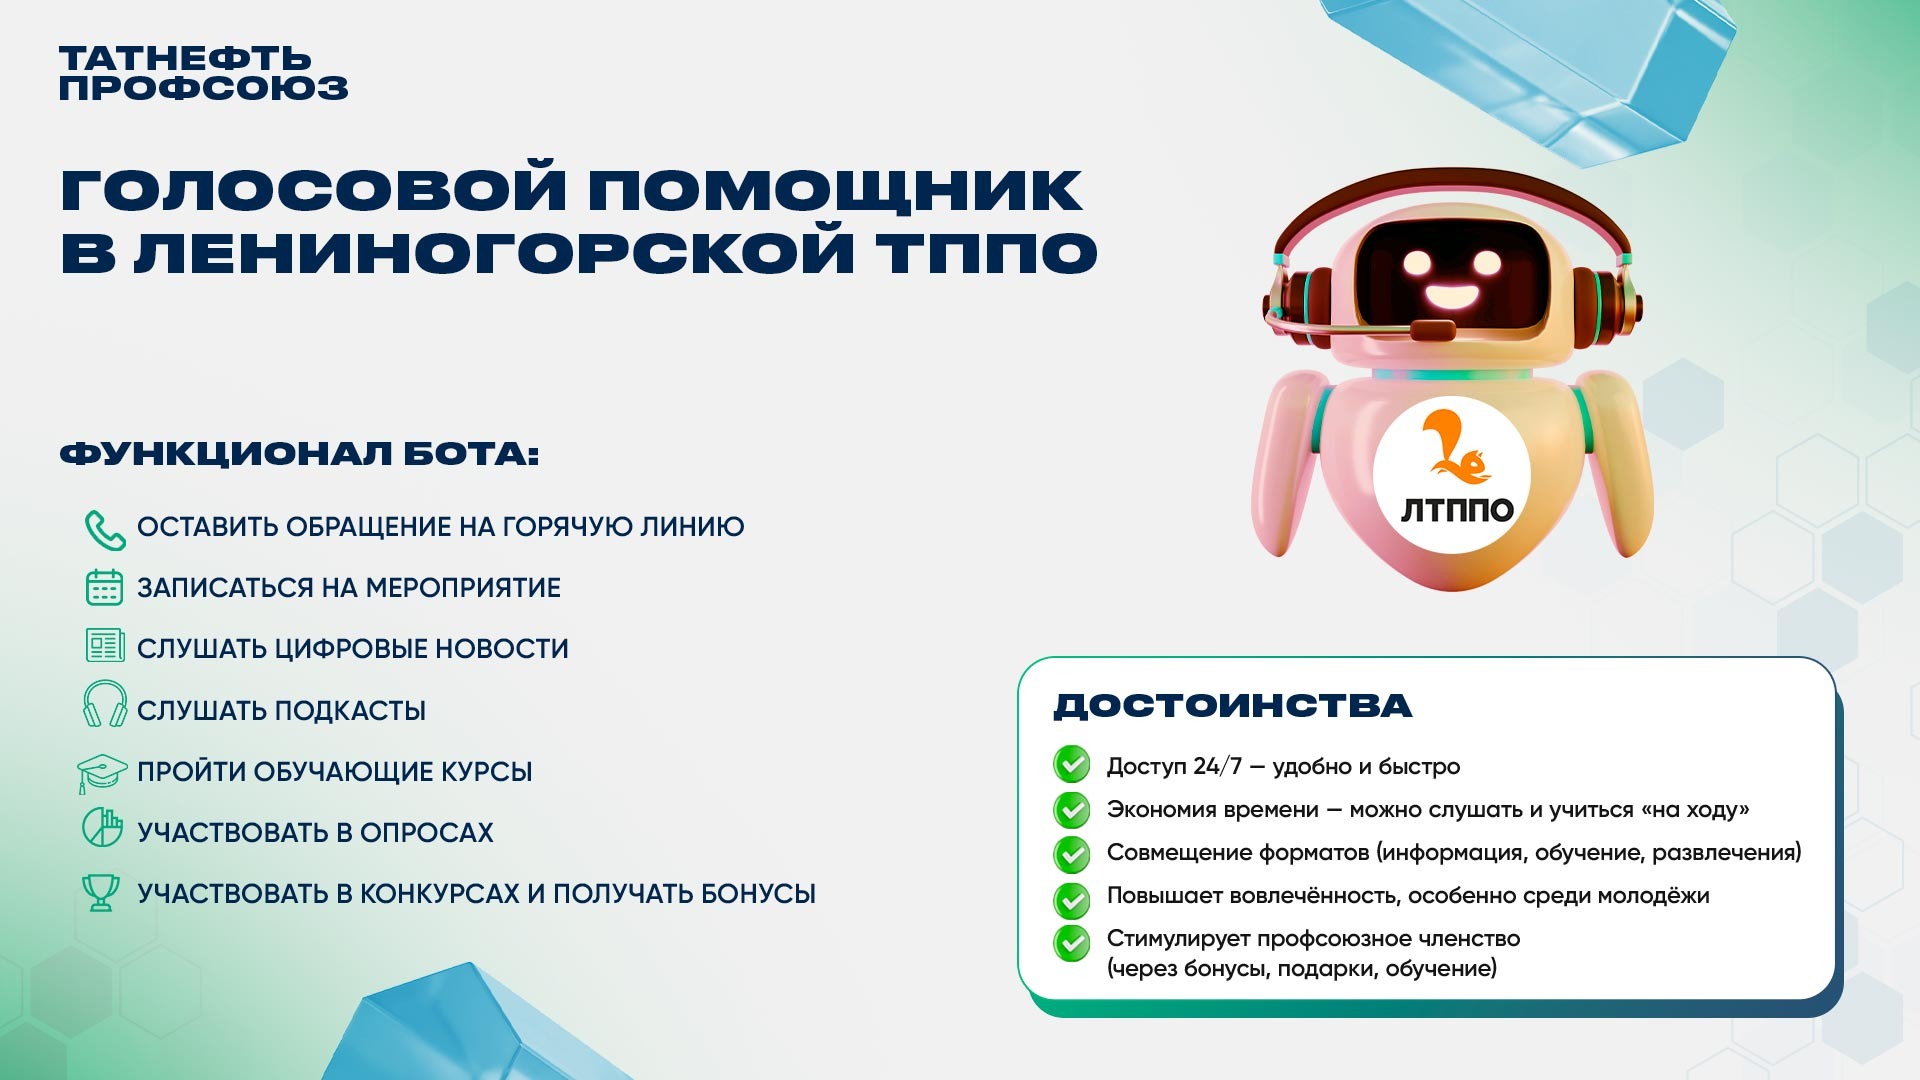 ТАТНЕФТЬ
ПРОФСОЮЗ
ГОЛОСОВОЙ ПОМОЩНИК
В ЛЕНИНОГОРСКОЙ ТППО
ФУНКЦИОНАЛ БОТА:
ОСТАВИТЬ ОБРАЩЕНИЕ НА ГОРЯЧУЮ ЛИНИЮ
ЗАПИСАТЬСЯ НА МЕРОПРИЯТИЕ
СЛУШАТЬ ЦИФРОВЫЕ НОВОСТИ
СЛУШАТЬ ПОДКАСТЫ
ПРОЙТИ ОБУЧАЮЩИЕ КУРСЫ
УЧАСТВОВАТЬ В ОПРОСАХ
УЧАСТВОВАТЬ В КОНКУРСАХ И ПОЛУЧАТЬ БОНУСЫ
ЛТППО
ДОСТОИНСТВА
Доступ 24/7 — удобно и быстро
Экономия времени — можно слушать и учиться «на ходу»
Совмещение форматов (информация, обучение, развлечения)
Повышает вовлечённость, особенно среди молодёжи
Стимулирует профсоюзное членство
(через бонусы, подарки, обучение)